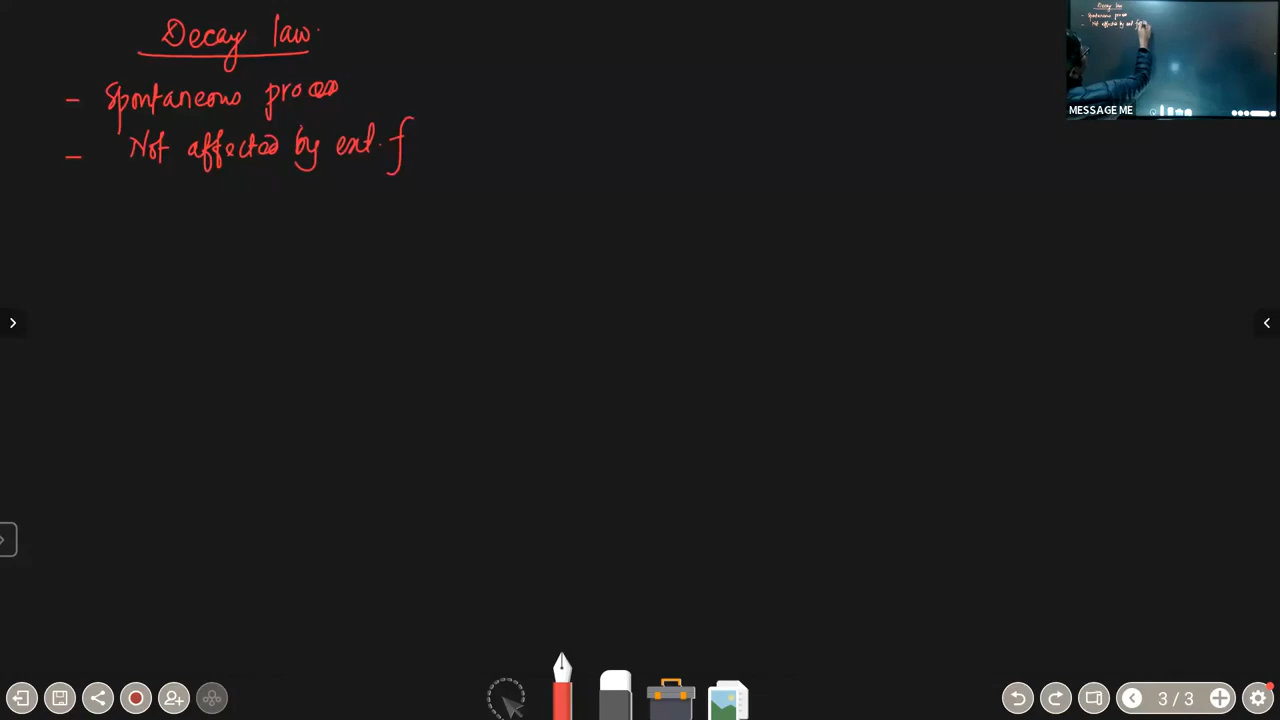 Decay law.
- Spontaneous process
- Not affected by ext. f
MESSAGE ME
3/3